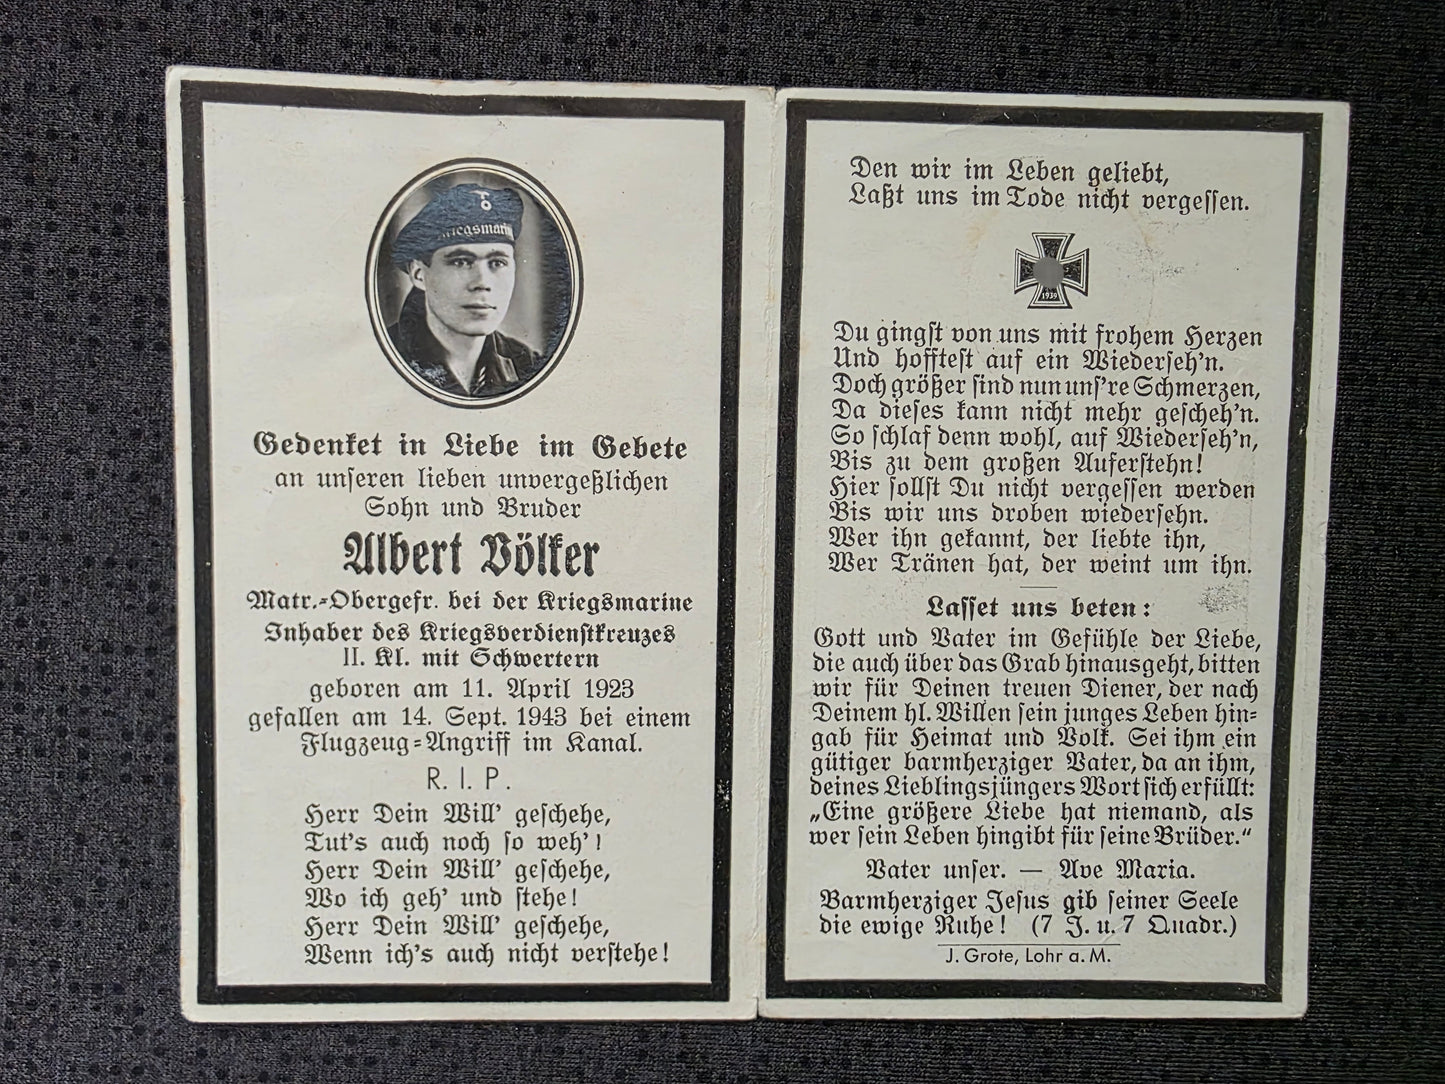 Kriegsmarin
Gedenket in Liebe im Gebete
an unseren lieben unvergeßlichen
Sohn und Bruder
Albert Völker
Matr.-Obergefr. bei der Kriegsmarine
Inhaber des Kriegsverdienstkreuzes
II. Kl. mit Schwertern
geboren am 11. April 1923
gefallen am 14. Sept. 1943 bei einem
Flugzeug-Angriff im Kanal.
R. I. P.
Herr Dein Will' geschehe,
Tut's auch noch so weh'!
Herr Dein Will' geschehe,
Wo ich geh' und stehe!
Herr Dein Will' geschehe,
Wenn ich's auch nicht verstehe!
Den wir im Leben geliebt,
Laßt uns im Tode nicht vergessen.
1939
Du gingst von uns mit frohem Herzen
Und hofftest auf ein Wiederseh'n.
Doch größer sind nun uns're Schmerzen,
Da dieses kann nicht mehr gescheh'n.
So schlaf denn wohl, auf Wiederseh'n,
Bis zu dem großen Auferstehn!
Hier sollst Du nicht vergessen werden
Bis wir uns droben wiedersehn.
Wer ihn gekannt, der liebte ihn,
Wer Tränen hat, der weint um ihn.
Lasset uns beten:
Gott und Vater im Gefühle der Liebe,
die auch über das Grab hinausgeht, bitten
wir für Deinen treuen Diener, der nach
Deinem hl. Willen sein junges Leben hin-
gab für Heimat und Volk. Sei ihm ein
gütiger barmherziger Vater, da an ihm,
deines Lieblingsjüngers Wort sich erfüllt:
„Eine größere Liebe hat niemand, als
wer sein Leben hingibt für seine Brüder.“
Vater unser. — Ave Maria.
Barmherziger Jesus gib seiner Seele
die ewige Ruhe! (7 J. u. 7 Quadr.)
J. Grote, Lohr a. M.